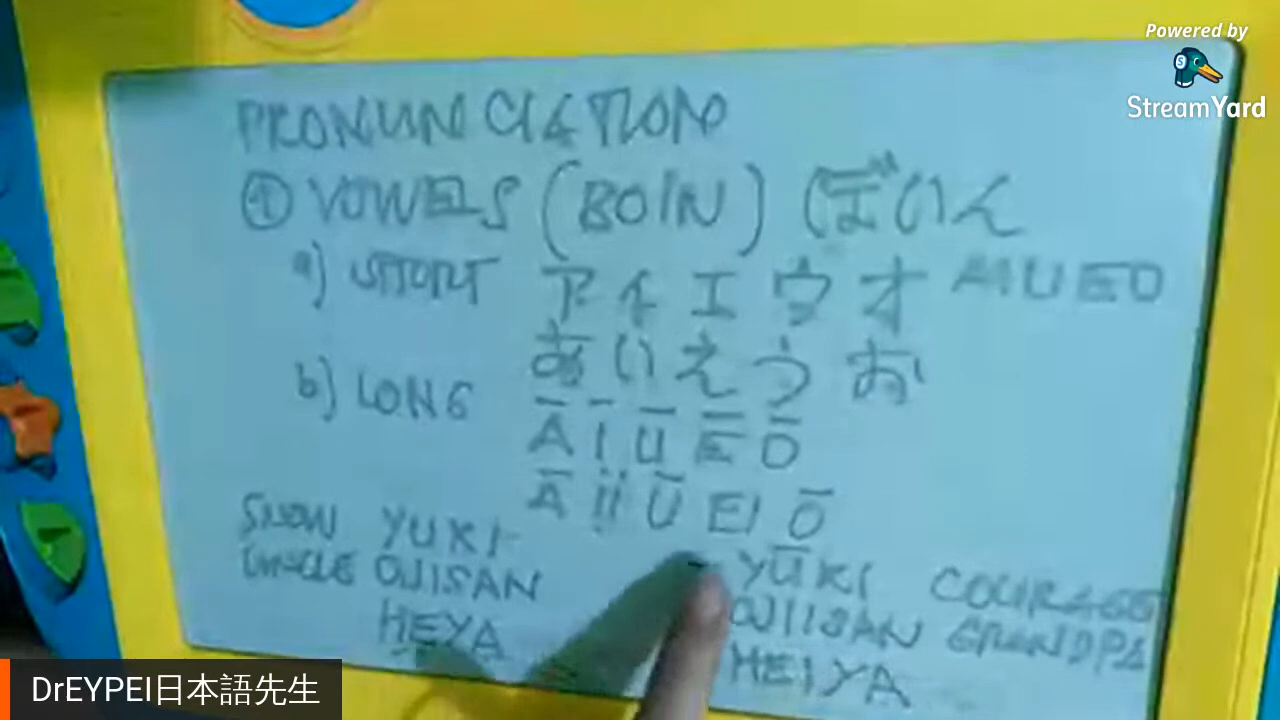 Powered by
StreamYard
PRONUNCIATION
① VOWELS (BOIN) (ぼいん
a) SHORT アイエウオ AIUEO
あいえうお
b) LONG
Ā Ī Ū Ē Ō
Ā II Ū EI Ō
SNOW YUKI YŪKI COURAGE
UNCLE OJISAN OJIISAN GRANDPA
HEYA HEIYA
DrEYPEI日本語先生